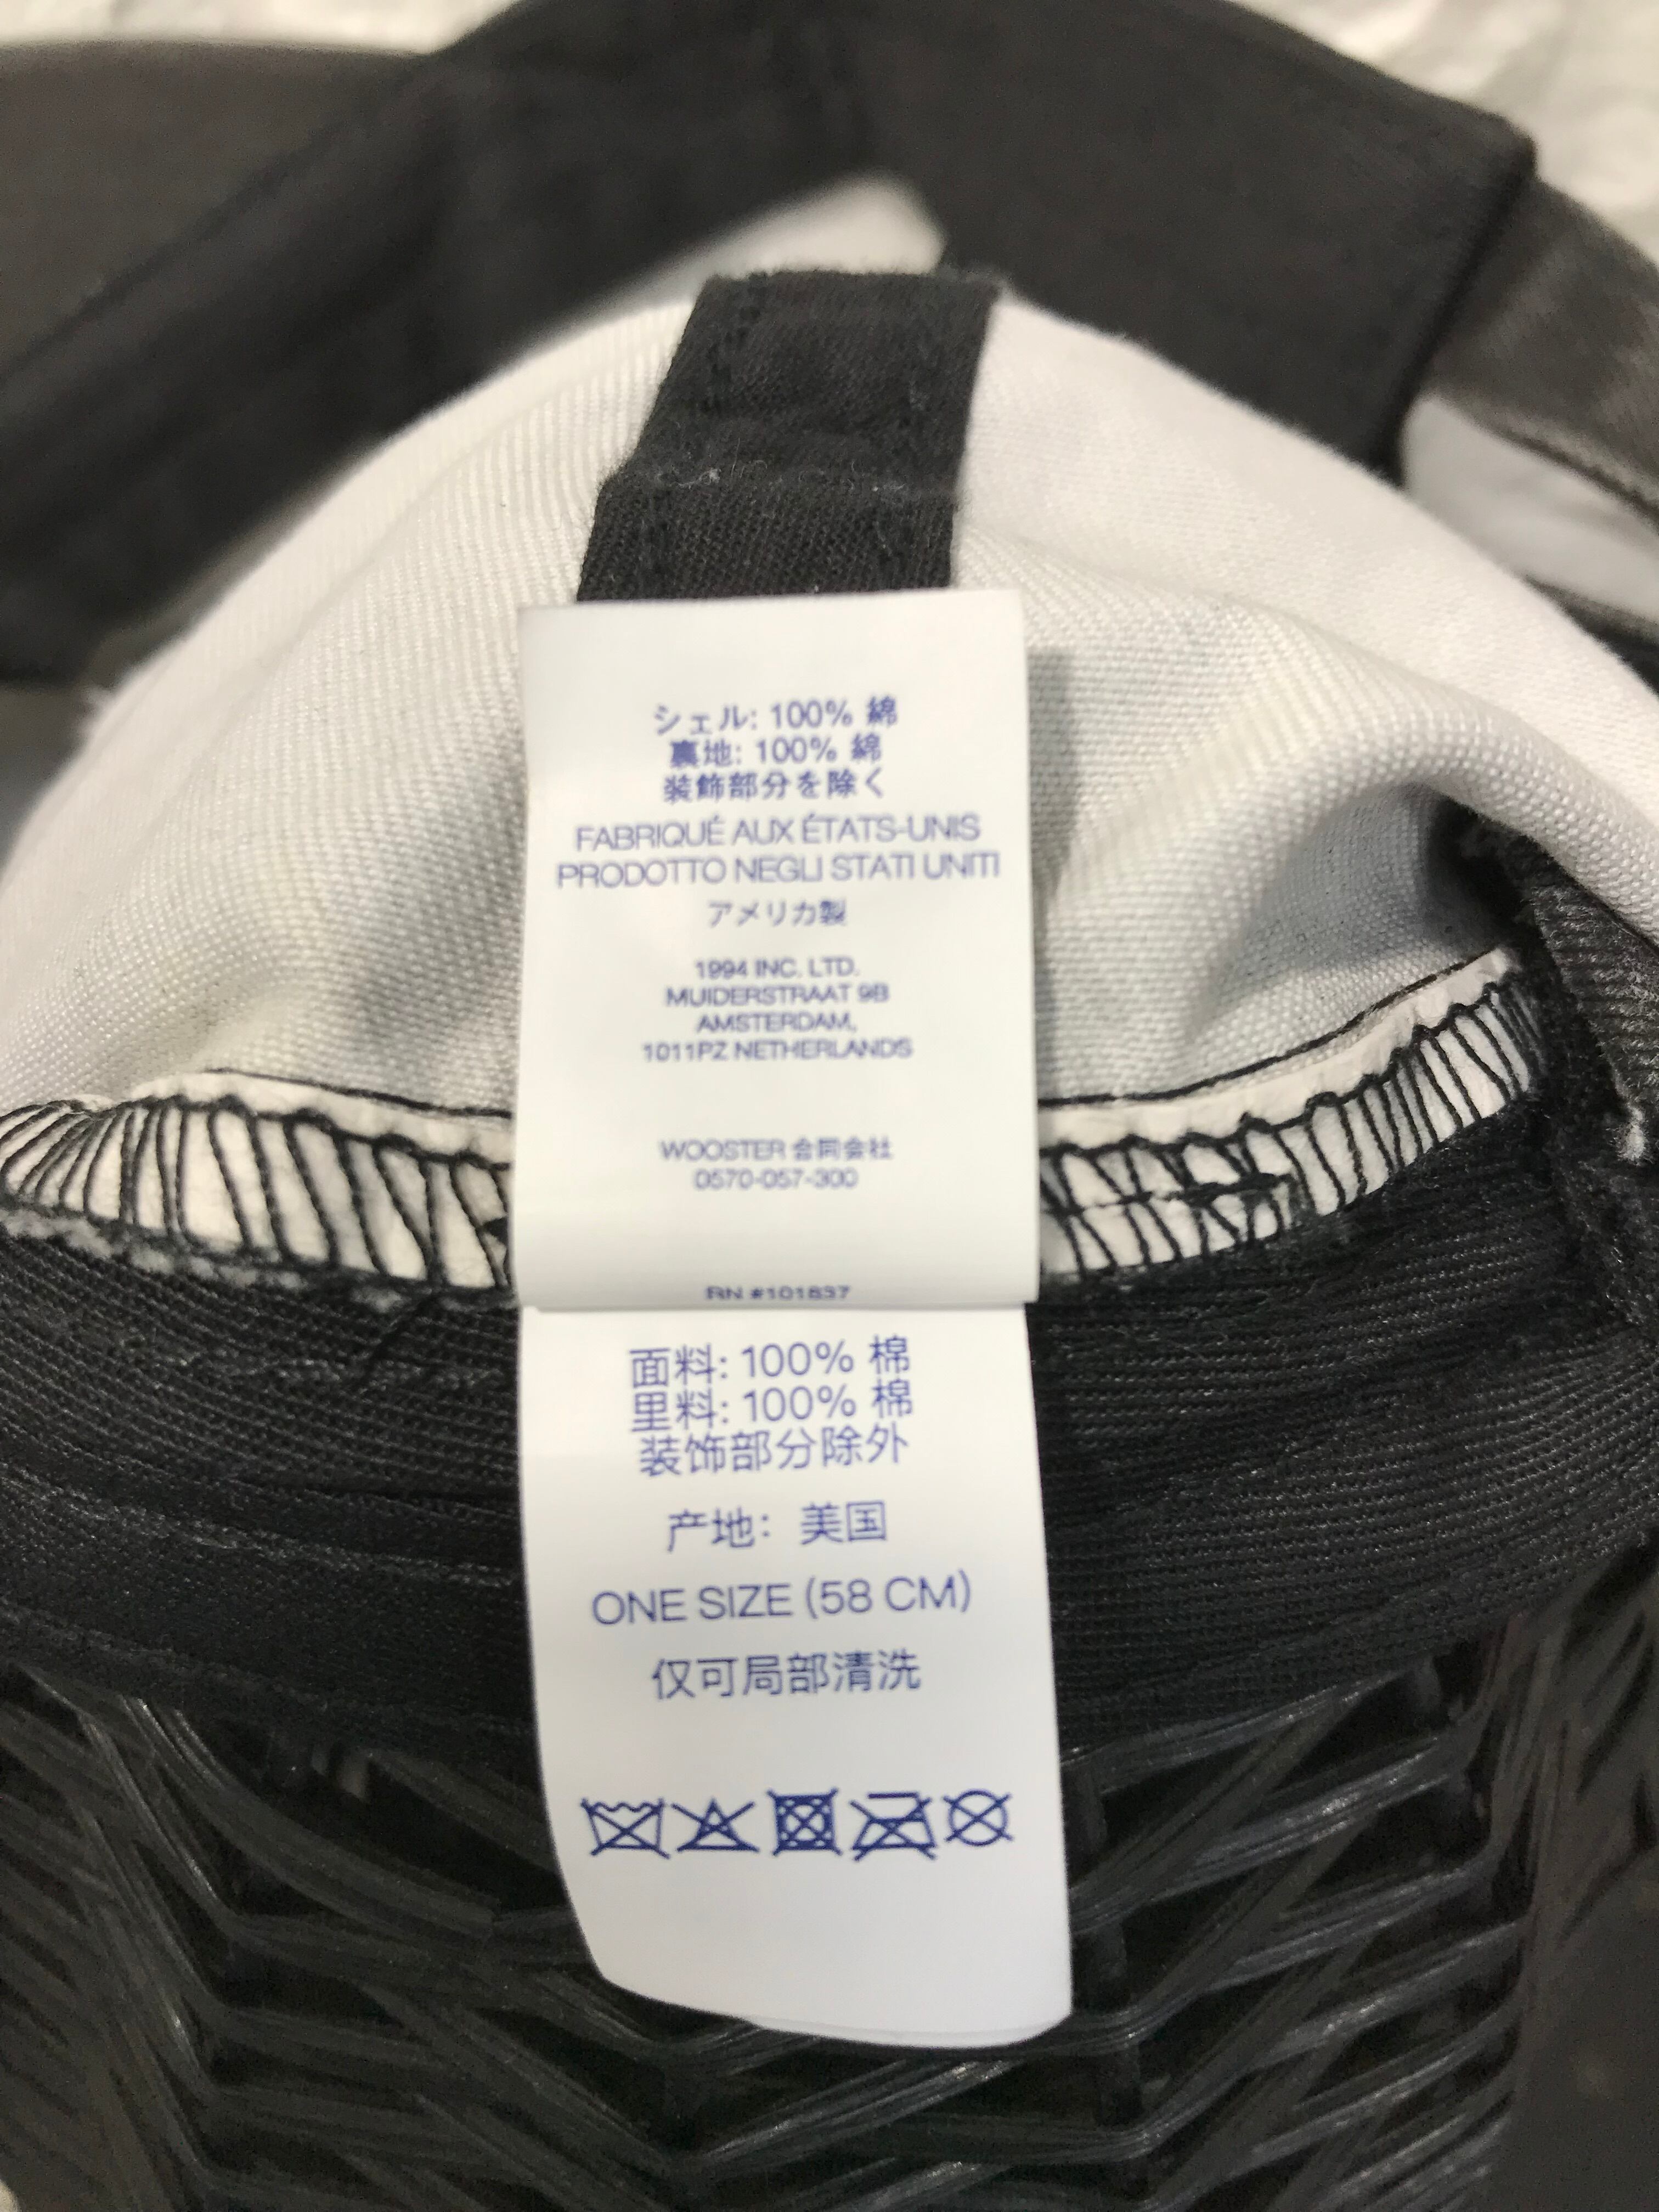 シェル: 100% 綿
裏地: 100% 綿
装飾部分を除く
FABRIQUÉ AUX ÉTATS-UNIS
PRODOTTO NEGLI STATI UNITI
アメリカ製
1994 INC. LTD.
MUIDERSTRAAT 9B
AMSTERDAM,
1011PZ NETHERLANDS
WOOSTER 合同会社
0570-057-300
RN #101837
面料: 100% 棉
里料: 100% 棉
装饰部分除外
产地: 美国
ONE SIZE (58 CM)
仅可局部清洗